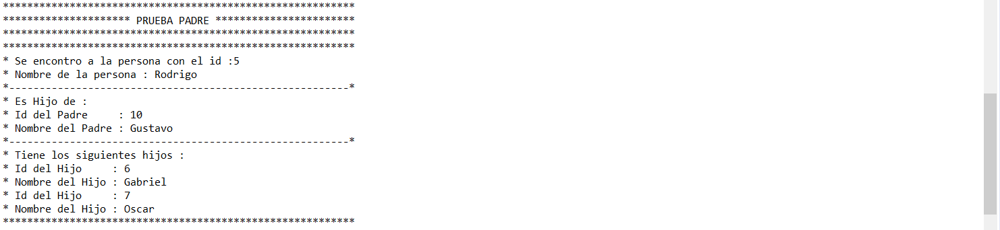 **********************************************************
********************* PRUEBA PADRE ***********************
**********************************************************
**********************************************************
* Se encontro a la persona con el id :5
* Nombre de la persona : Rodrigo
*--------------------------------------------------------*
* Es Hijo de :
* Id del Padre     : 10
* Nombre del Padre : Gustavo
*--------------------------------------------------------*
* Tiene los siguientes hijos :
* Id del Hijo     : 6
* Nombre del Hijo : Gabriel
* Id del Hijo     : 7
* Nombre del Hijo : Oscar
**********************************************************